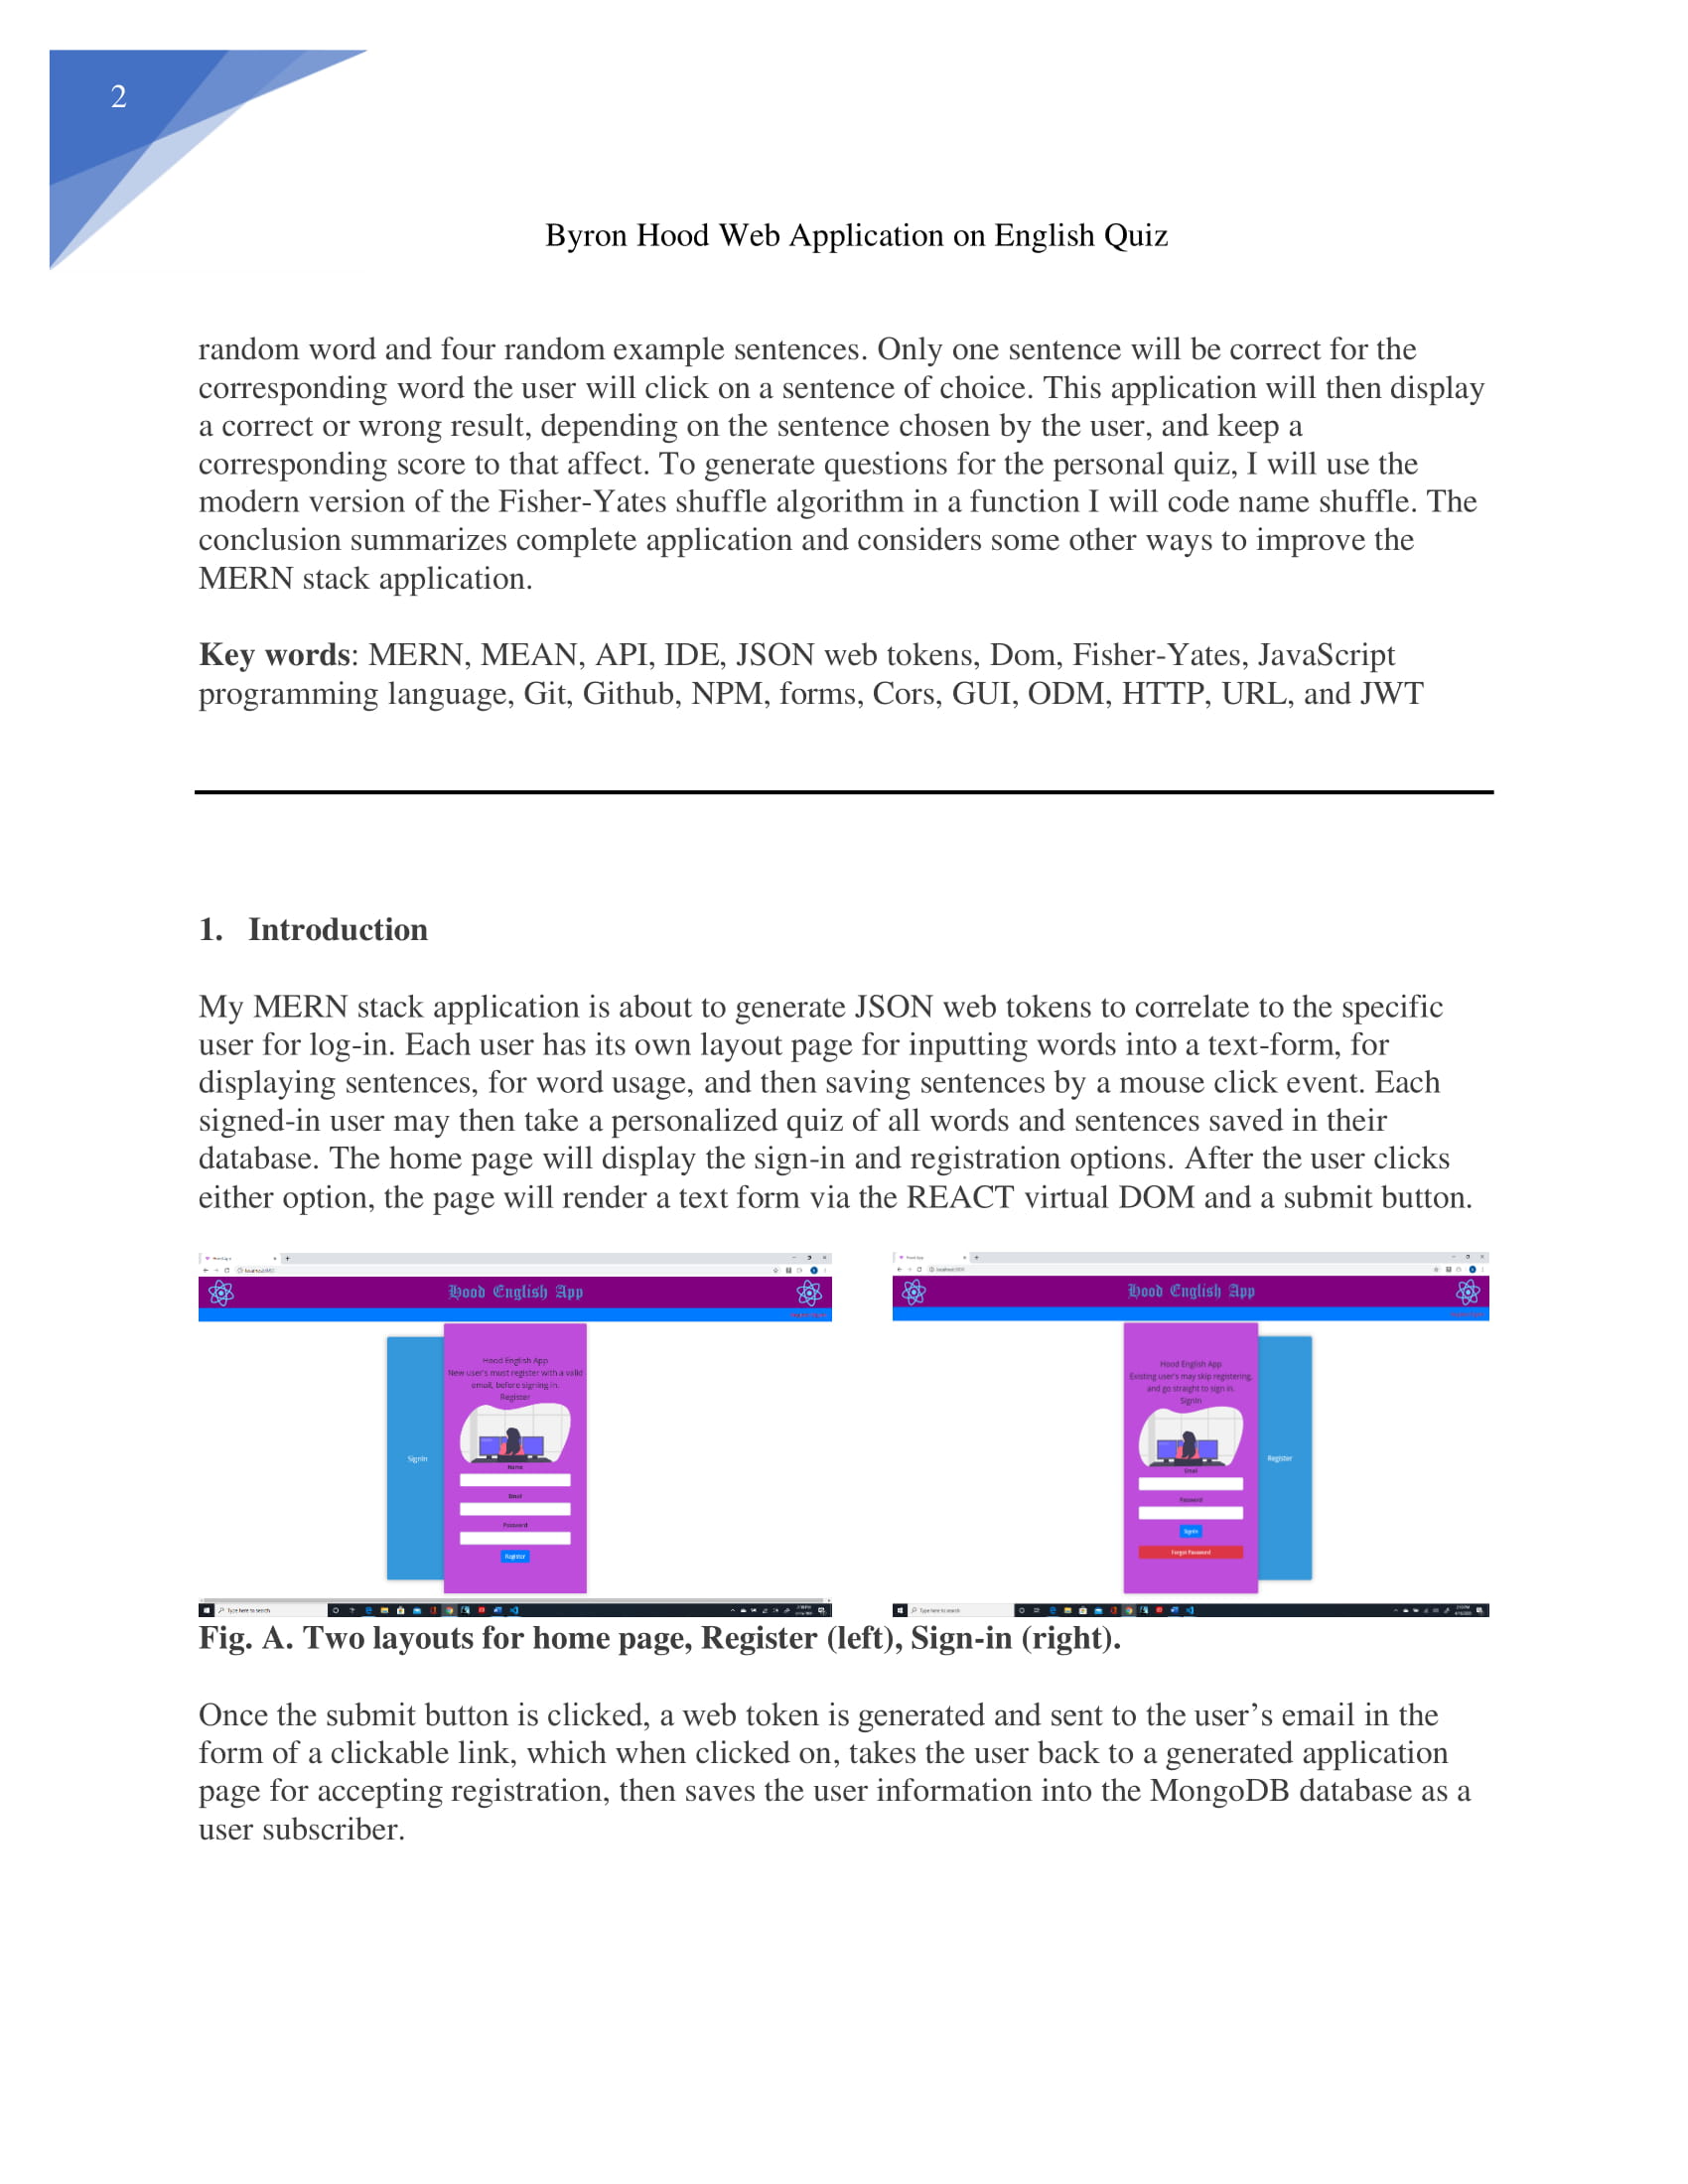 2
Byron Hood Web Application on English Quiz
random word and four random example sentences. Only one sentence will be correct for the
corresponding word the user will click on a sentence of choice. This application will then display
a correct or wrong result, depending on the sentence chosen by the user, and keep a
corresponding score to that affect. To generate questions for the personal quiz, I will use the
modern version of the Fisher-Yates shuffle algorithm in a function I will code name shuffle. The
conclusion summarizes complete application and considers some other ways to improve the
MERN stack application.
Key words: MERN, MEAN, API, IDE, JSON web tokens, Dom, Fisher-Yates, JavaScript
programming language, Git, Github, NPM, forms, Cors, GUI, ODM, HTTP, URL, and JWT
1. Introduction
My MERN stack application is about to generate JSON web tokens to correlate to the specific
user for log-in. Each user has its own layout page for inputting words into a text-form, for
displaying sentences, for word usage, and then saving sentences by a mouse click event. Each
signed-in user may then take a personalized quiz of all words and sentences saved in their
database. The home page will display the sign-in and registration options. After the user clicks
either option, the page will render a text form via the REACT virtual DOM and a submit button.
Hood English App
Hood English App
New user's must register with a valid
email, before signing in.
Register
SignIn
Name
Email
Password
Register
Type here to search
Hood English App
Hood English App
Existing user's may skip registering,
and go straight to sign in.
SignIn
Register
Email
Password
SignIn
Forgot Password
Type here to search
Fig. A. Two layouts for home page, Register (left), Sign-in (right).
Once the submit button is clicked, a web token is generated and sent to the user’s email in the
form of a clickable link, which when clicked on, takes the user back to a generated application
page for accepting registration, then saves the user information into the MongoDB database as a
user subscriber.